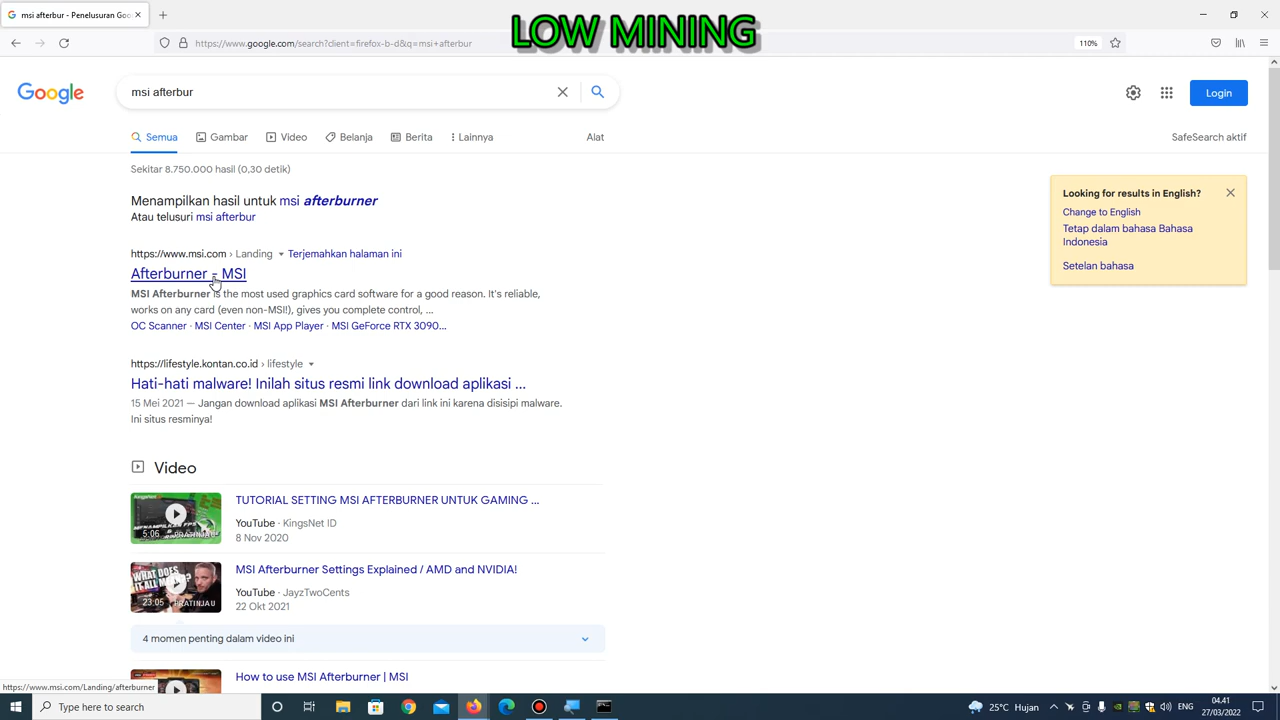 msi afterbur - Penelusuran Goo
LOW MINING
https://www.google.com/search?client=firefox-b-d&q=msi+afterbur
110%
Google
msi afterbur
Login
Semua
Gambar
Video
Belanja
Berita
Lainnya
Alat
SafeSearch aktif
Sekitar 8.750.000 hasil (0,30 detik)
Menampilkan hasil untuk msi afterburner
Atau telusuri msi afterbur
Looking for results in English?
Change to English
Tetap dalam bahasa Bahasa
Indonesia
Setelan bahasa
https://www.msi.com › Landing Terjemahkan halaman ini
Afterburner - MSI
MSI Afterburner is the most used graphics card software for a good reason. It's reliable,
works on any card (even non-MSI!), gives you complete control, ...
OC Scanner · MSI Center · MSI App Player · MSI GeForce RTX 3090...
https://lifestyle.kontan.co.id › lifestyle
Hati-hati malware! Inilah situs resmi link download aplikasi ...
15 Mei 2021 — Jangan download aplikasi MSI Afterburner dari link ini karena disisipi malware.
Ini situs resminya!
Video
TUTORIAL SETTING MSI AFTERBURNER UNTUK GAMING ...
YouTube · KingsNet ID
8 Nov 2020
5:06 PRATINJAU
MSI Afterburner Settings Explained / AMD and NVIDIA!
YouTube · JayzTwoCents
22 Okt 2021
WHAT DOES
IT ALL
23:05 PRATINJAU
4 momen penting dalam video ini
How to use MSI Afterburner | MSI
https://www.msi.com/Landing/afterburner
Type here to search
25°C Hujan
ENG
04.41
27/03/2022